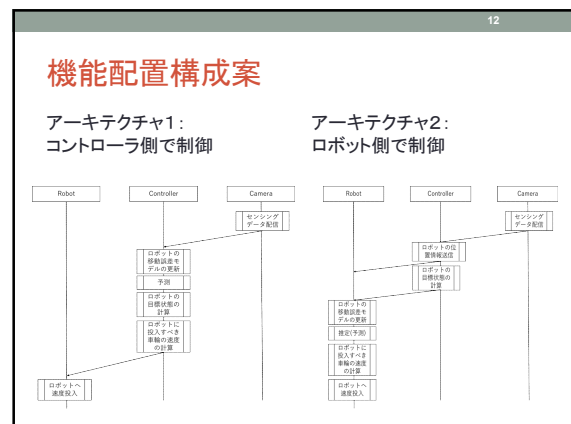 12
機能配置構成案
アーキテクチャ1:
コントローラ側で制御
アーキテクチャ2:
ロボット側で制御
Robot
Controller
Camera
センシング
データ配信
ロボットの
移動誤差モ
デルの更新
予測
ロボットの
目標状態の
計算
ロボットに
投入すべき
車輪の速度
の計算
ロボットへ
速度投入
Robot
Controller
Camera
センシング
データ配信
ロボットの位
置情報送信
ロボットの
目標状態の
計算
ロボットの
移動誤差モ
デルの更新
推定(予測)
ロボットに
投入すべき
車輪の速度
の計算
ロボットへ
速度投入